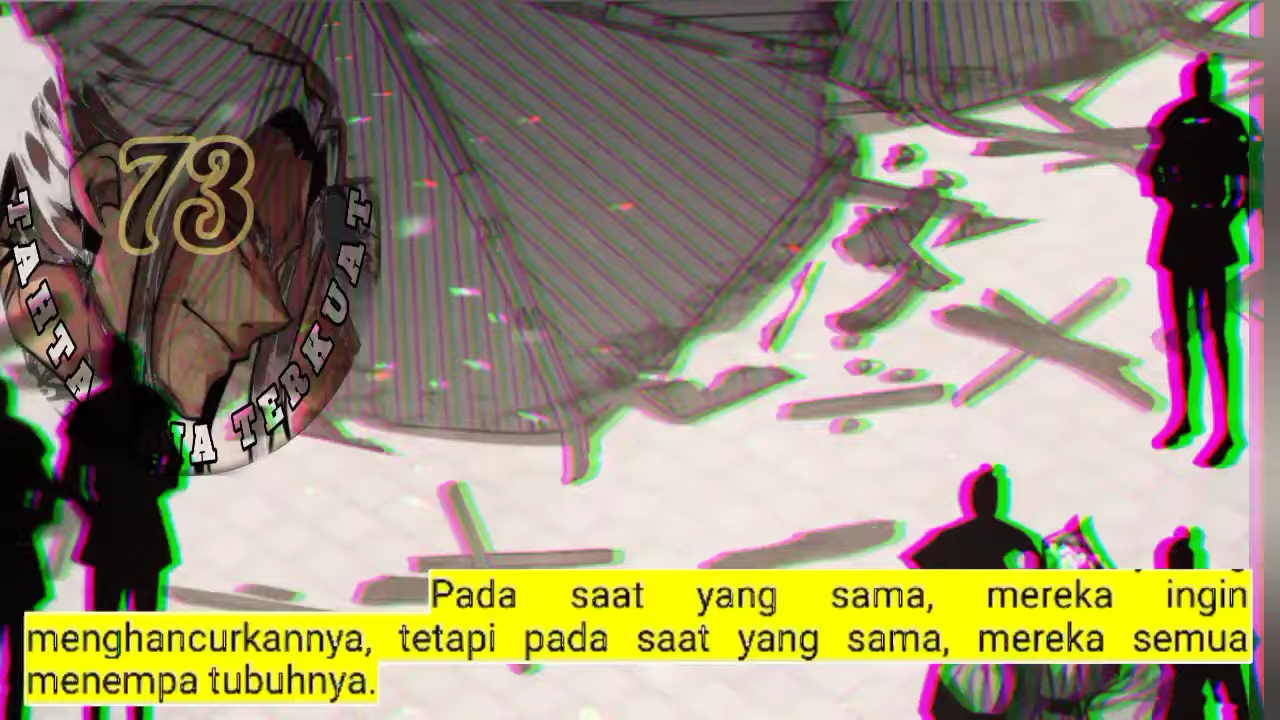 73
TAHTA
TERKUAT
Pada saat yang sama, mereka ingin
menghancurkannya, tetapi pada saat yang sama, mereka semua
menempa tubuhnya.